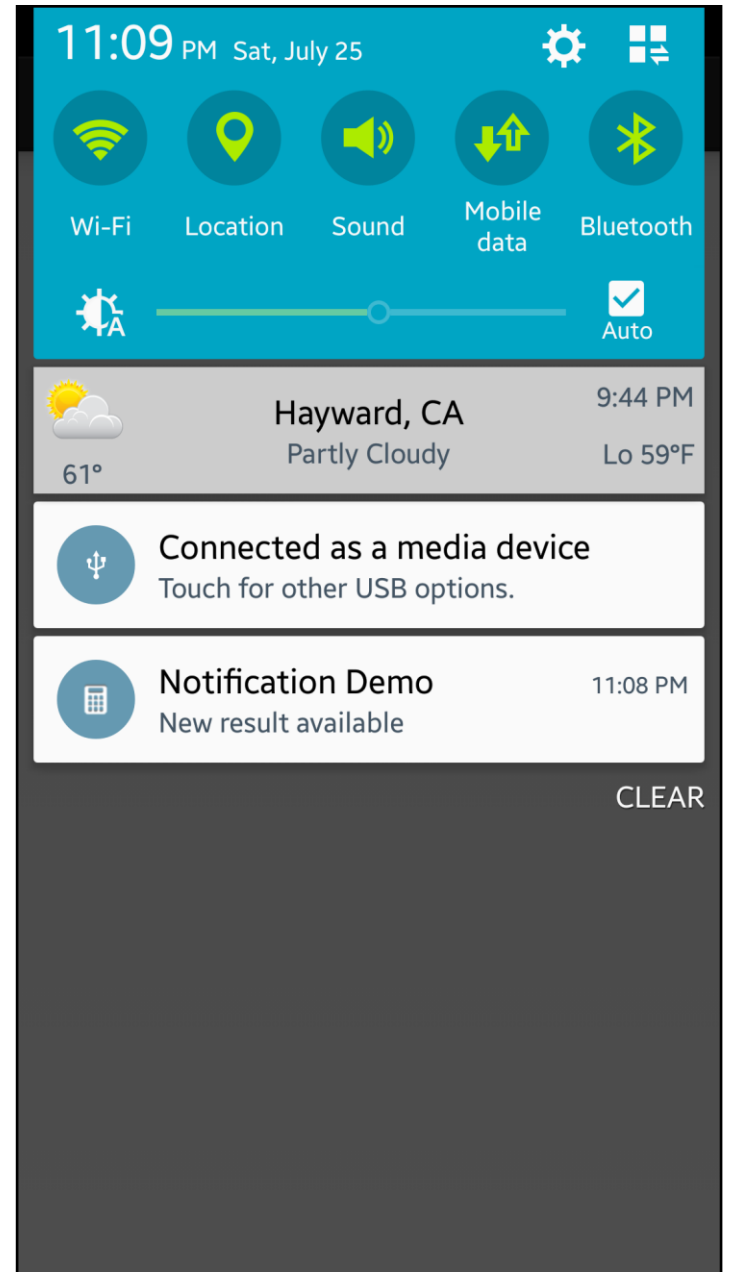 11:09 PM Sat, July 25
Wi-Fi Location Sound Mobile data Bluetooth
A
Auto
Hayward, CA 9:44 PM
61° Partly Cloudy Lo 59°F
Connected as a media device
Touch for other USB options.
Notification Demo 11:08 PM
New result available
CLEAR